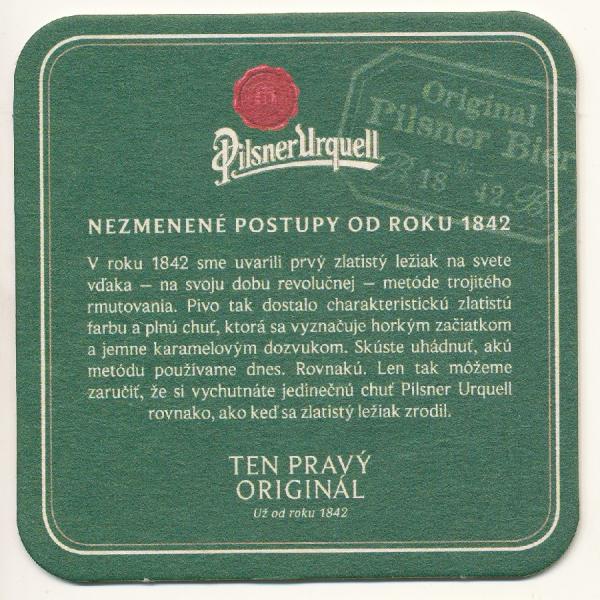 Pilsner Urquell
Original
Pilsner Bier
B 18 42 B
NEZMENENÉ POSTUPY OD ROKU 1842
V roku 1842 sme uvarili prvý zlatistý ležiak na svete
vďaka – na svoju dobu revolučnej – metóde trojitého
rmutovania. Pivo tak dostalo charakteristickú zlatistú
farbu a plnú chuť, ktorá sa vyznačuje horkým začiatkom
a jemne karamelovým dozvukom. Skúste uhádnuť, akú
metódu používame dnes. Rovnakú. Len tak môžeme
zaručiť, že si vychutnáte jedinečnú chuť Pilsner Urquell
rovnako, ako keď sa zlatistý ležiak zrodil.
TEN PRAVÝ
ORIGINÁL
Už od roku 1842